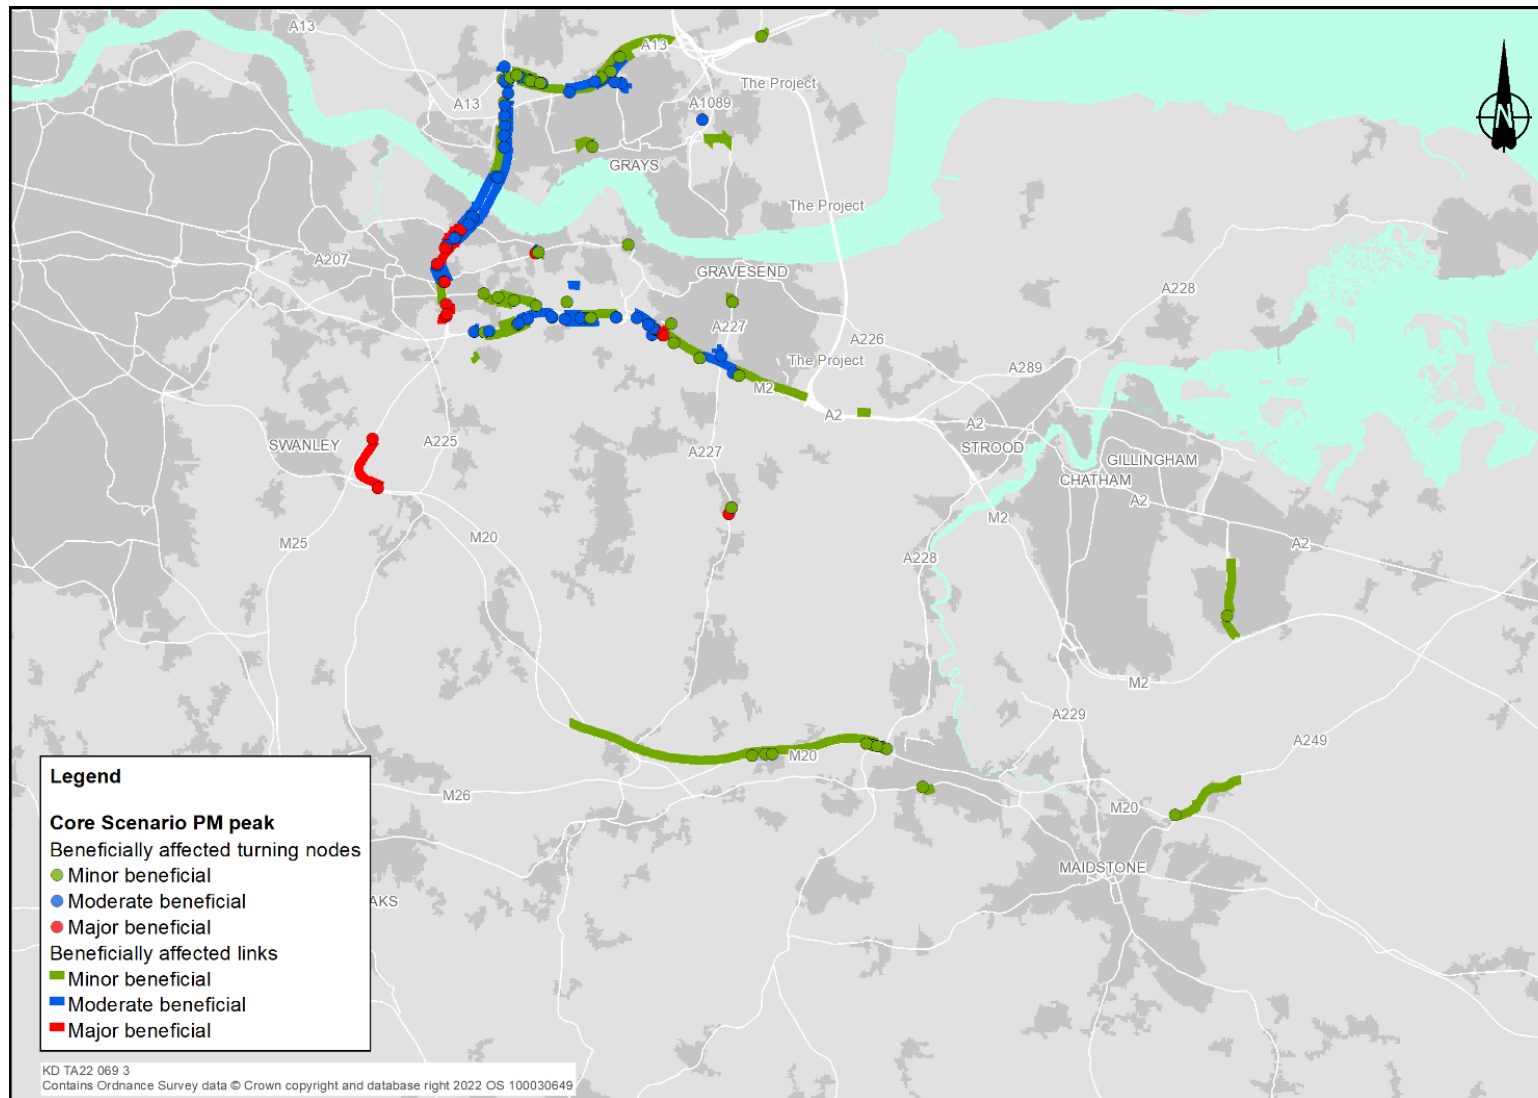 A13
A13
The Project
A13
A1089
GRAYS
The Project
A207
GRAVESEND
A228
A227
A226
The Project
A289
M2
A2
A2
SWANLEY
A225
A227
STROOD
GILLINGHAM
CHATHAM
A2
M2
M25
M20
A228
A2
M2
A229
A249
M20
M26
M20
MAIDSTONE
AKS
N
Legend
Core Scenario PM peak
Beneficially affected turning nodes
Minor beneficial
Moderate beneficial
Major beneficial
Beneficially affected links
Minor beneficial
Moderate beneficial
Major beneficial
KD TA22 069 3
Contains Ordnance Survey data © Crown copyright and database right 2022 OS 100030649